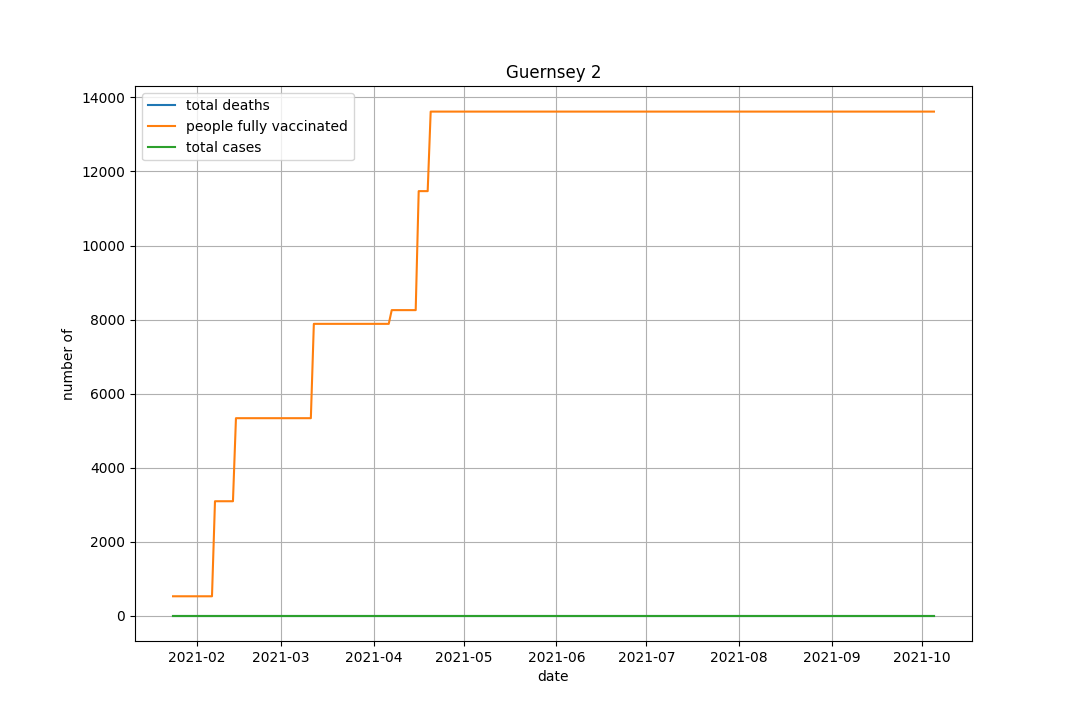 Guernsey 2
total deaths
people fully vaccinated
total cases
number of
14000
12000
10000
8000
6000
4000
2000
0
2021-02 2021-03 2021-04 2021-05 2021-06 2021-07 2021-08 2021-09 2021-10
date